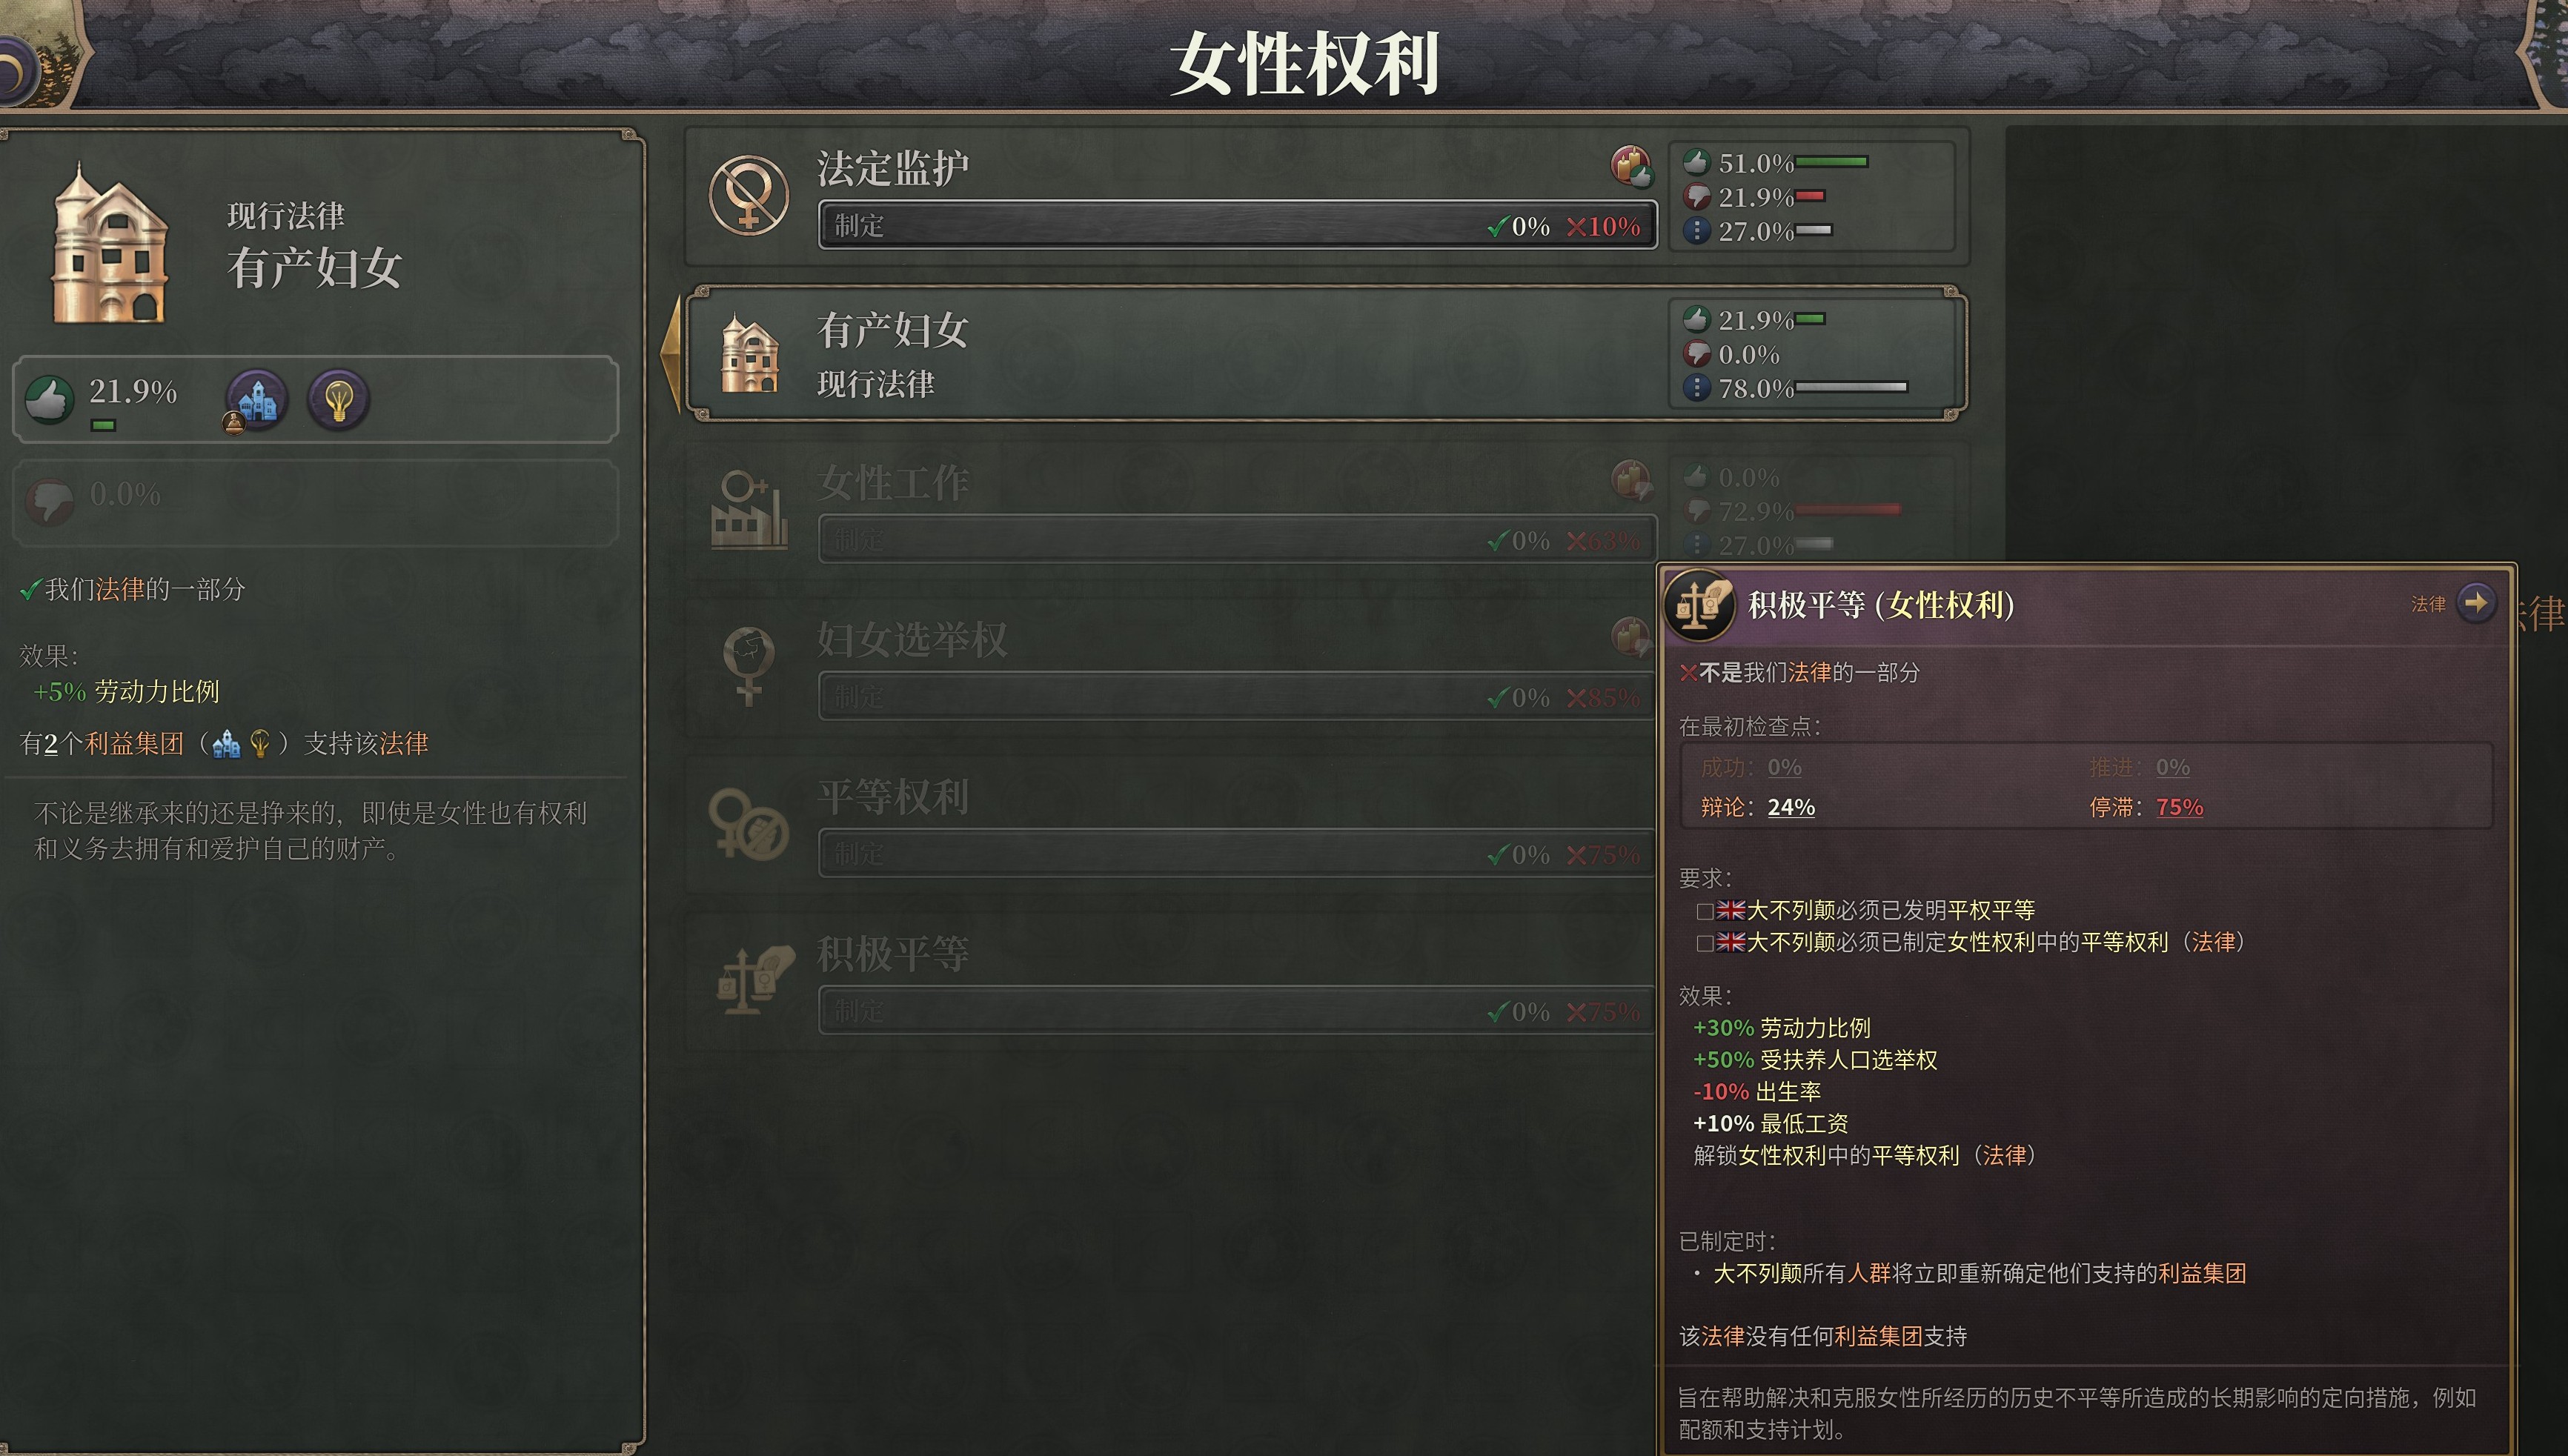 女性权利
现行法律
有产妇女
21.9%
0.0%
我们法律的一部分
效果：
+5% 劳动力比例
有2个利益集团（ ）支持该法律
不论是继承来的还是挣来的，即使是女性也有权利
和义务去拥有和爱护自己的财产。
法定监护
制定 0% 10%
51.0%
21.9%
27.0%
有产妇女
现行法律
21.9%
0.0%
78.0%
女性工作
制定 0% 63%
0.0%
72.9%
27.0%
妇女选举权
制定 0% 85%
平等权利
制定 0% 75%
积极平等
制定 0% 75%
积极平等 (女性权利)
法律
不是我们法律的一部分
在最初检查点：
成功：0% 推进：0%
辩论：24% 停滞：75%
要求：
大不列颠必须已发明平权平等
大不列颠必须已制定女性权利中的平等权利（法律）
效果：
+30% 劳动力比例
+50% 受扶养人口选举权
-10% 出生率
+10% 最低工资
解锁女性权利中的平等权利（法律）
已制定时：
• 大不列颠所有人群将立即重新确定他们支持的利益集团
该法律没有任何利益集团支持
旨在帮助解决和克服女性所经历的历史不平等所造成的长期影响的定向措施，例如
配额和支持计划。
律